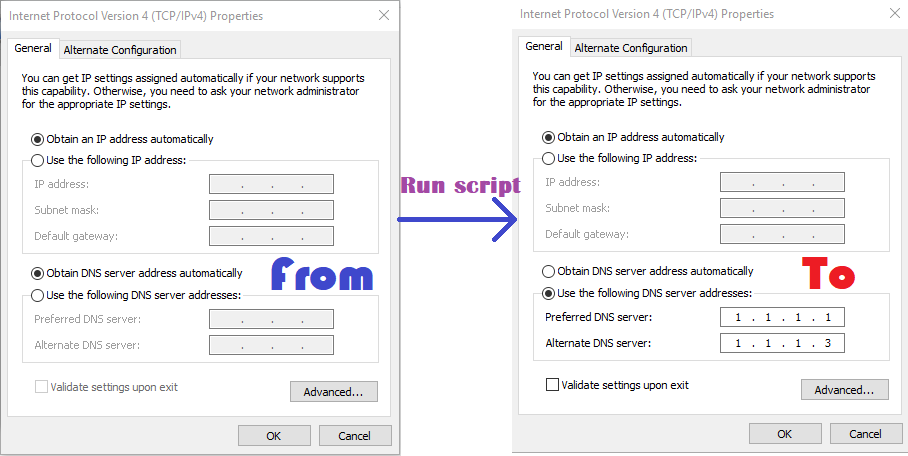 Internet Protocol Version 4 (TCP/IPv4) Properties
General
Alternate Configuration
You can get IP settings assigned automatically if your network supports
this capability. Otherwise, you need to ask your network administrator
for the appropriate IP settings.
Obtain an IP address automatically
Use the following IP address:
IP address: . . .
Subnet mask: . . .
Default gateway: . . .
Obtain DNS server address automatically
Use the following DNS server addresses:
Preferred DNS server: . . .
Alternate DNS server: . . .
Validate settings upon exit
Advanced...
OK
Cancel
From
Run script
Internet Protocol Version 4 (TCP/IPv4) Properties
General
Alternate Configuration
You can get IP settings assigned automatically if your network supports
this capability. Otherwise, you need to ask your network administrator
for the appropriate IP settings.
Obtain an IP address automatically
Use the following IP address:
IP address: . . .
Subnet mask: . . .
Default gateway: . . .
Obtain DNS server address automatically
Use the following DNS server addresses:
Preferred DNS server: 1 . 1 . 1 . 1
Alternate DNS server: 1 . 1 . 1 . 3
Validate settings upon exit
Advanced...
OK
Cancel
To